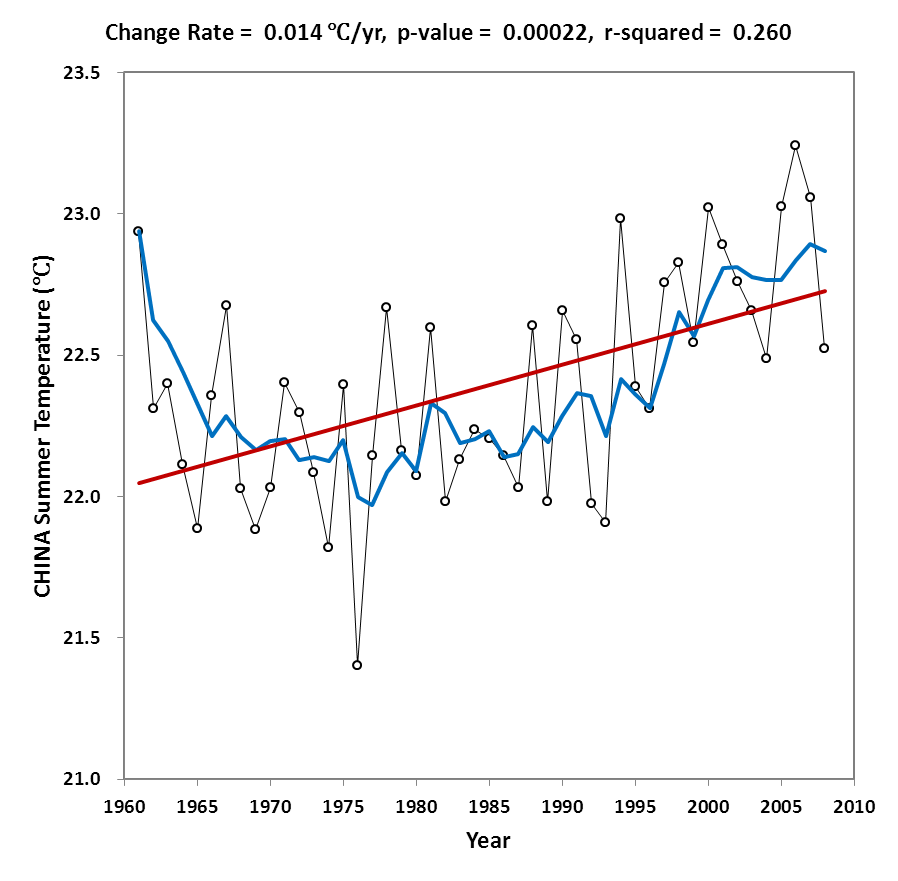 Change Rate = 0.014 ℃/yr, p-value = 0.00022, r-squared = 0.260
CHINA Summer Temperature (℃)
23.5
23.0
22.5
22.0
21.5
21.0
1960 1965 1970 1975 1980 1985 1990 1995 2000 2005 2010
Year